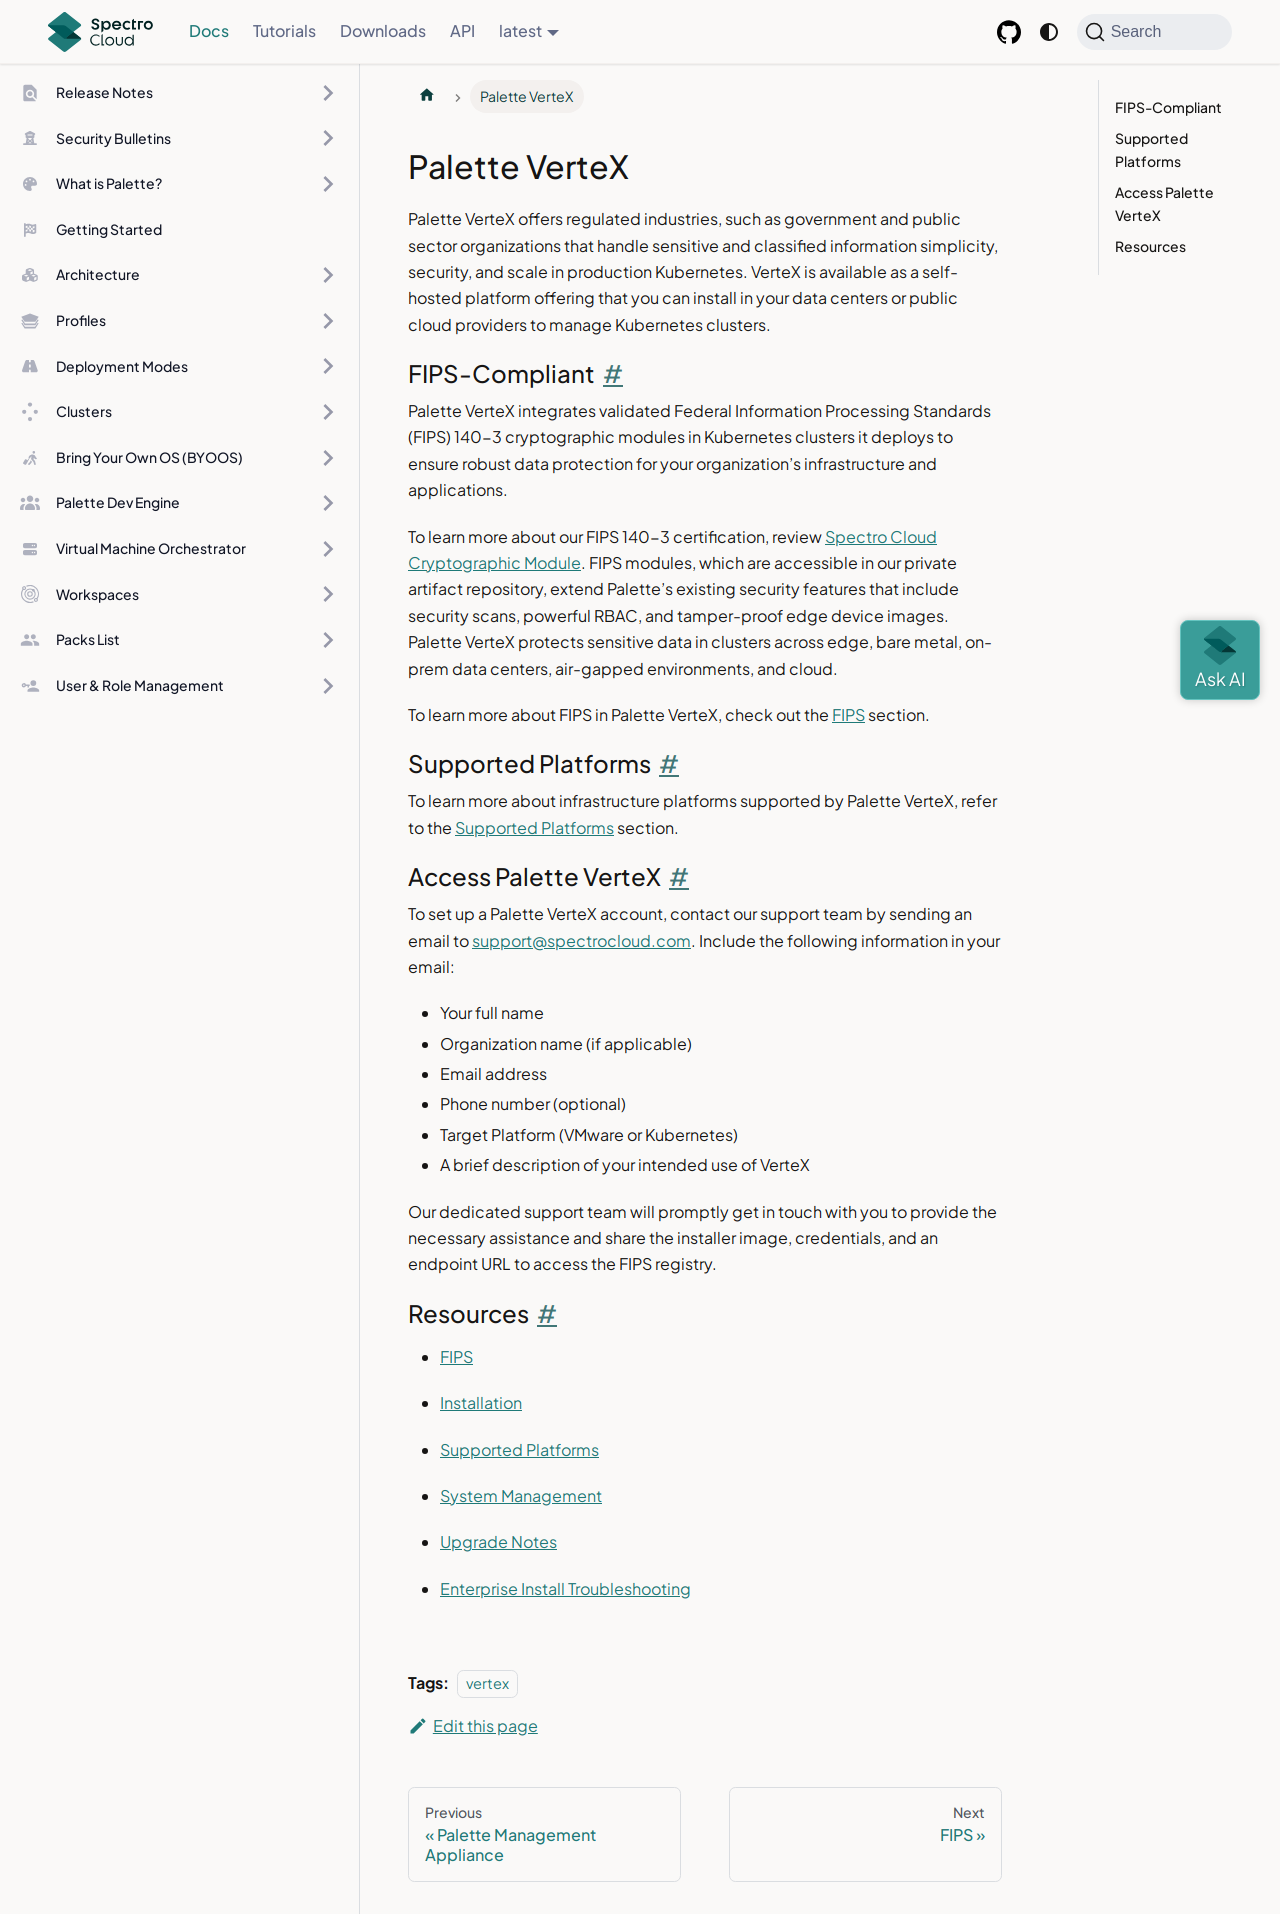 Spectro
Cloud
Docs
Tutorials
Downloads
API
latest
Search
Release Notes
Security Bulletins
What is Palette?
Getting Started
Architecture
Profiles
Deployment Modes
Clusters
Bring Your Own OS (BYOOS)
Palette Dev Engine
Virtual Machine Orchestrator
Workspaces
Packs List
User & Role Management
Palette VerteX
Palette VerteX
Palette VerteX offers regulated industries, such as government and public
sector organizations that handle sensitive and classified information simplicity,
security, and scale in production Kubernetes. VerteX is available as a self-
hosted platform offering that you can install in your data centers or public
cloud providers to manage Kubernetes clusters.
FIPS-Compliant #
Palette VerteX integrates validated Federal Information Processing Standards
(FIPS) 140-3 cryptographic modules in Kubernetes clusters it deploys to
ensure robust data protection for your organization's infrastructure and
applications.
To learn more about our FIPS 140-3 certification, review Spectro Cloud
Cryptographic Module. FIPS modules, which are accessible in our private
artifact repository, extend Palette's existing security features that include
security scans, powerful RBAC, and tamper-proof edge device images.
Palette VerteX protects sensitive data in clusters across edge, bare metal, on-
prem data centers, air-gapped environments, and cloud.
To learn more about FIPS in Palette VerteX, check out the FIPS section.
Supported Platforms #
To learn more about infrastructure platforms supported by Palette VerteX, refer
to the Supported Platforms section.
Access Palette VerteX #
To set up a Palette VerteX account, contact our support team by sending an
email to support@spectrocloud.com. Include the following information in your
email:
Your full name
Organization name (if applicable)
Email address
Phone number (optional)
Target Platform (VMware or Kubernetes)
A brief description of your intended use of VerteX
Our dedicated support team will promptly get in touch with you to provide the
necessary assistance and share the installer image, credentials, and an
endpoint URL to access the FIPS registry.
Resources #
FIPS
Installation
Supported Platforms
System Management
Upgrade Notes
Enterprise Install Troubleshooting
Tags: vertex
Edit this page
Previous
« Palette Management
Appliance
Next
FIPS »
FIPS-Compliant
Supported
Platforms
Access Palette
VerteX
Resources
Ask AI